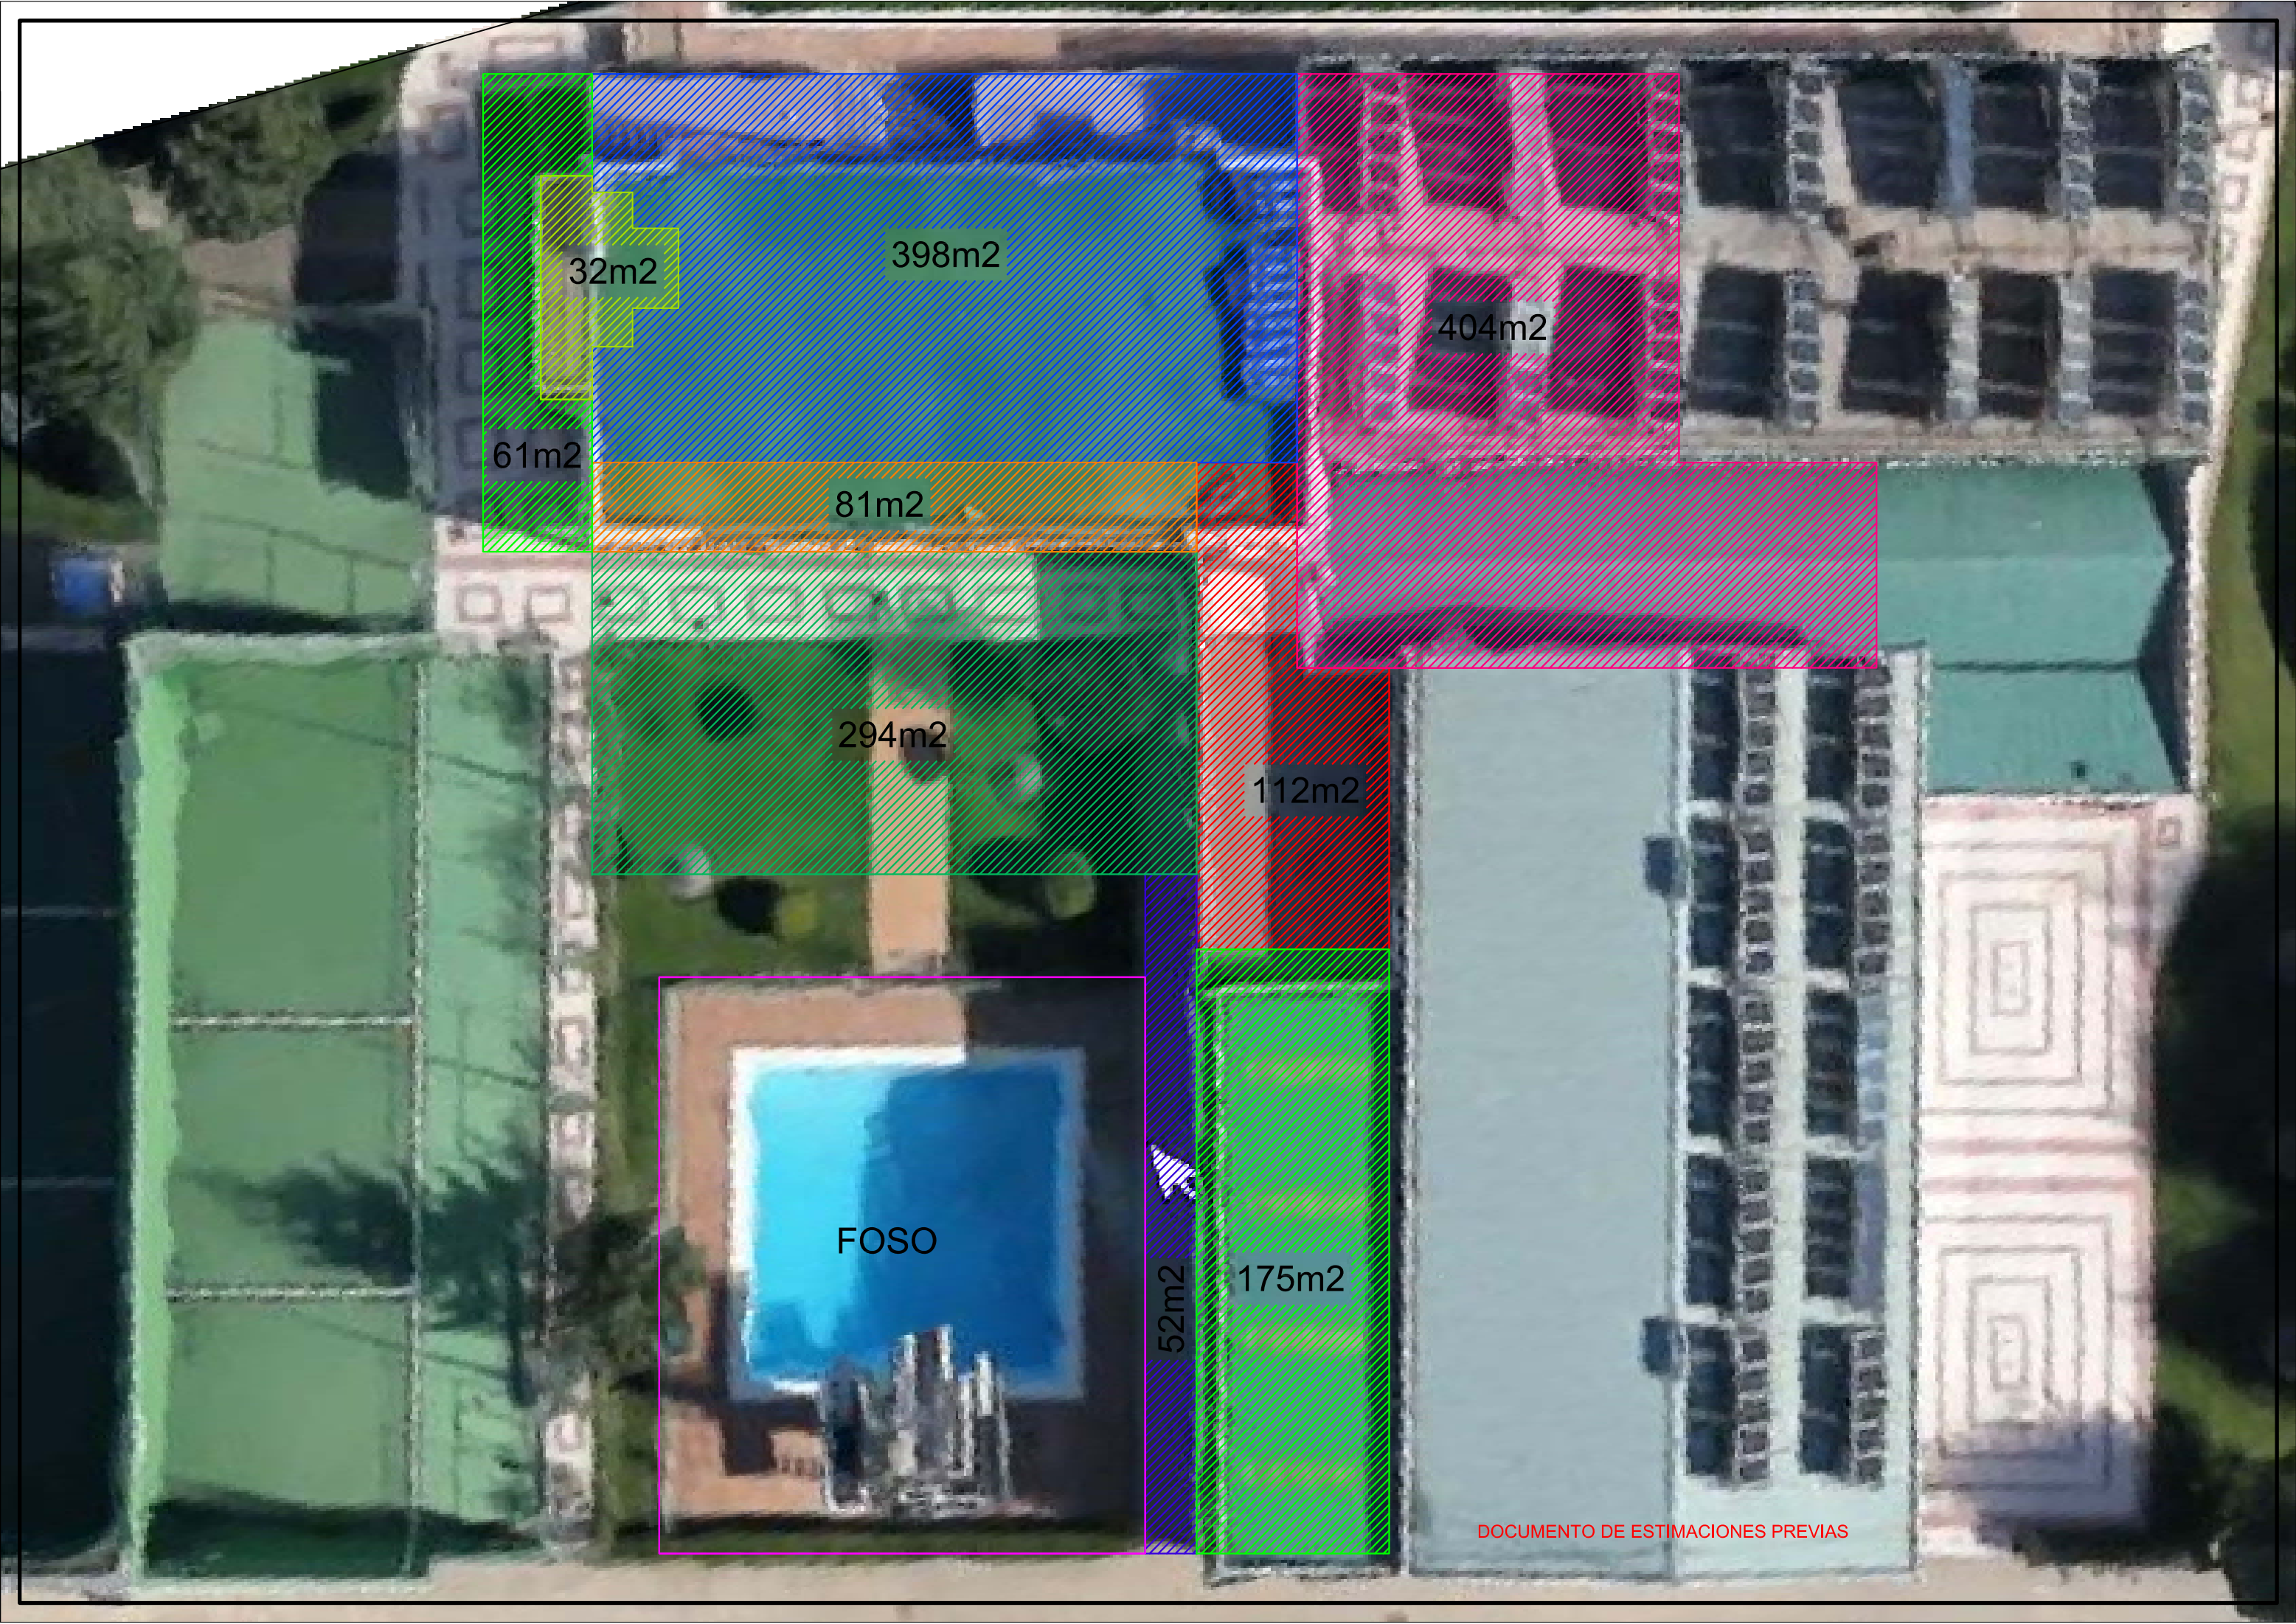 32m2
398m2
404m2
61m2
81m2
294m2
112m2
FOSO
175m2
52m2
DOCUMENTO DE ESTIMACIONES PREVIAS